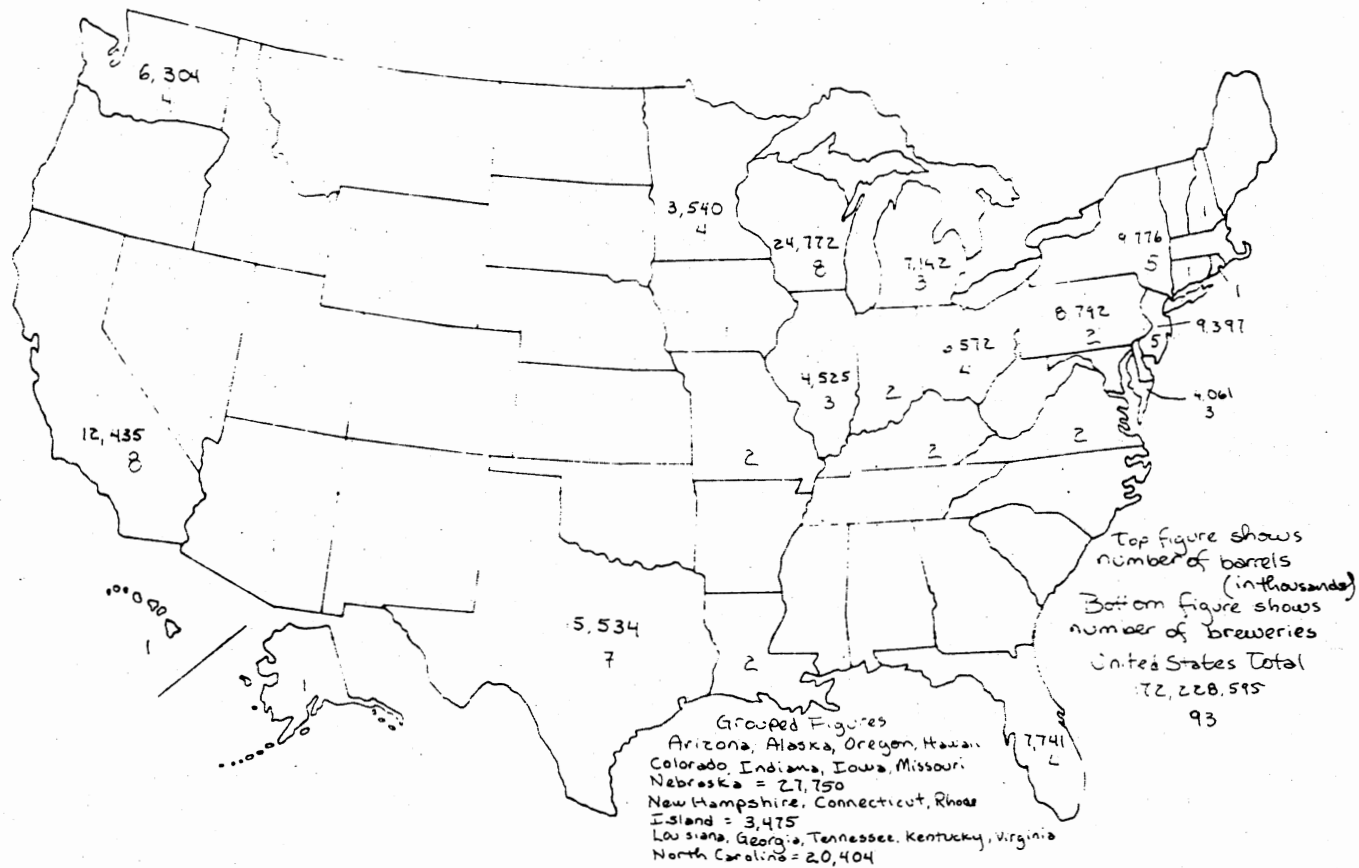 6,304
4
3,540
4
24,772
8
7,142
3
9,776
5
1
1
1
8,792
2
9,397
5
572
4
4,525
3
2
4,061
3
12,435
8
2
2
2
Top figure shows
number of barrels
(in thousands)
Bottom figure shows
number of breweries
United States Total
172,228,595
93
1
1
5,534
7
2
7,741
4
Grouped Figures
Arizona, Alaska, Oregon, Hawaii
Colorado, Indiana, Iowa, Missouri
Nebraska = 27,750
New Hampshire, Connecticut, Rhode
Island = 3,475
Louisiana, Georgia, Tennessee, Kentucky, Virginia
North Carolina = 20,404